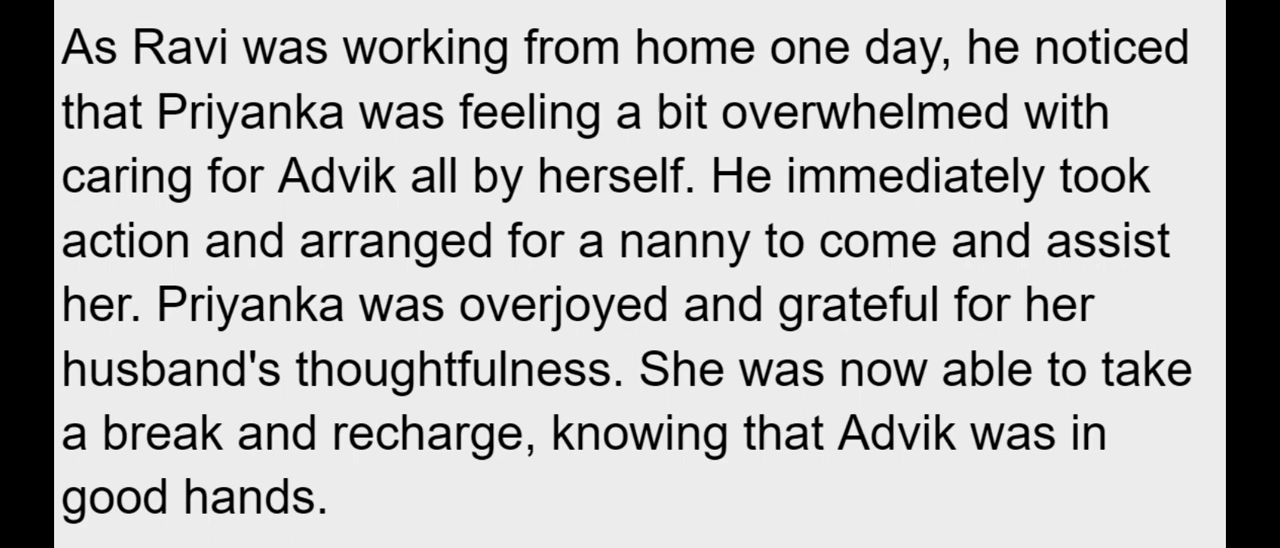 As Ravi was working from home one day, he noticed
that Priyanka was feeling a bit overwhelmed with
caring for Advik all by herself. He immediately took
action and arranged for a nanny to come and assist
her. Priyanka was overjoyed and grateful for her
husband's thoughtfulness. She was now able to take
a break and recharge, knowing that Advik was in
good hands.